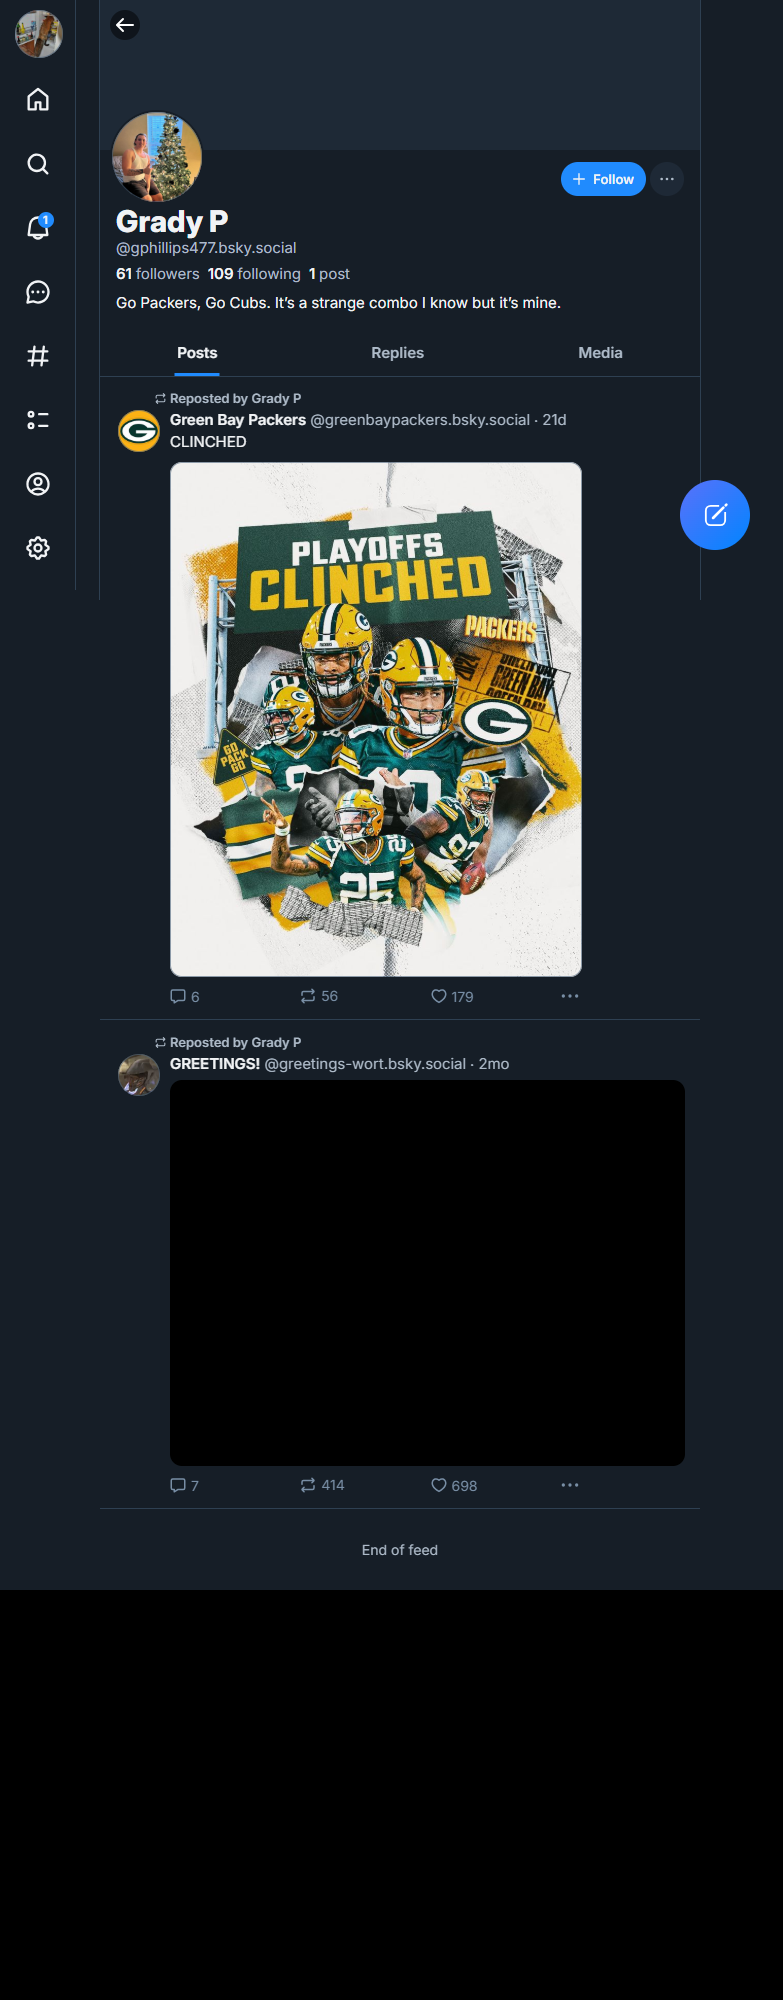 1
Follow
Grady P
@gphillips477.bsky.social
61 followers 109 following 1 post
Go Packers, Go Cubs. It’s a strange combo I know but it’s mine.
Posts Replies Media
Reposted by Grady P
Green Bay Packers @greenbaypackers.bsky.social · 21d
CLINCHED
PLAYOFFS
CLINCHED
PACKERS
GREEN BAY
G
GO
PACK
GO
25
6 56 179
Reposted by Grady P
GREETINGS! @greetings-wort.bsky.social · 2mo
7 414 698
End of feed